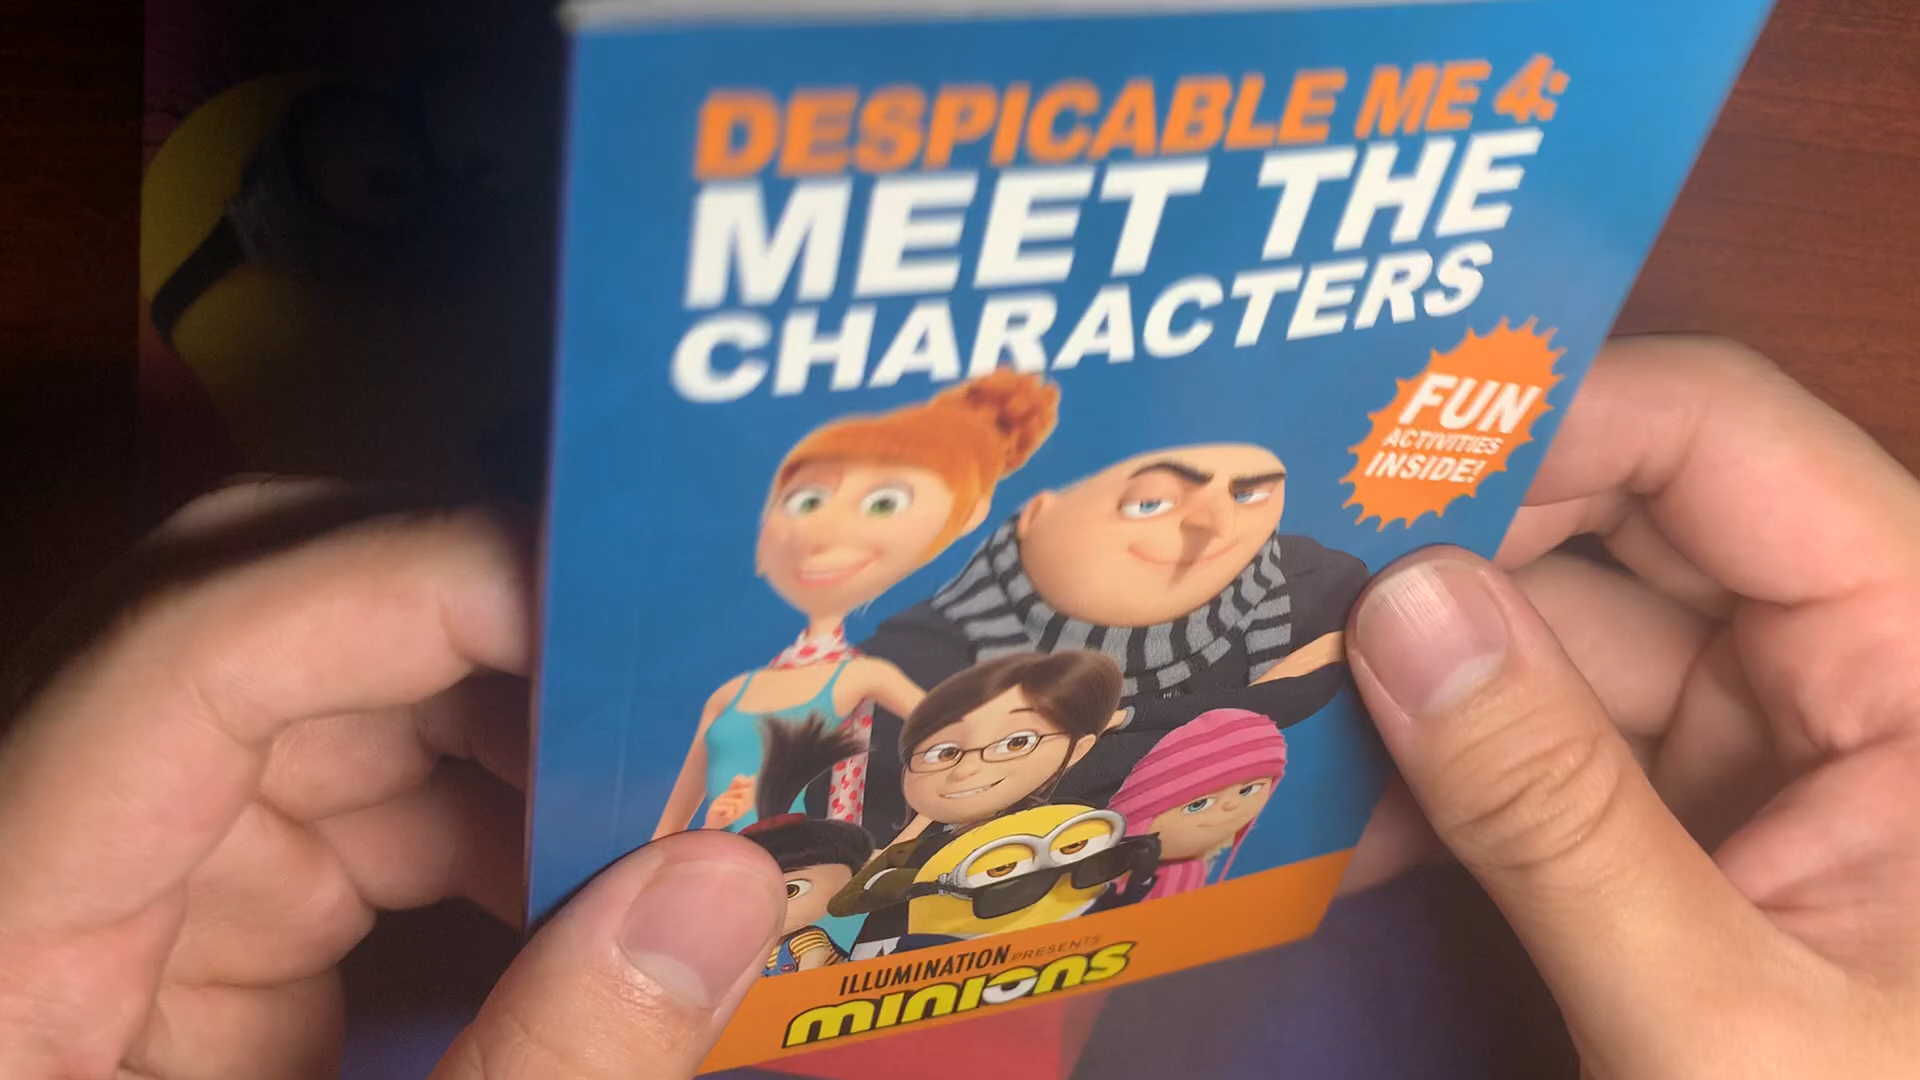 DESPICABLE ME 4:
MEET THE
CHARACTERS
FUN
ACTIVITIES
INSIDE!
ILLUMINATION PRESENTS
MINIONS